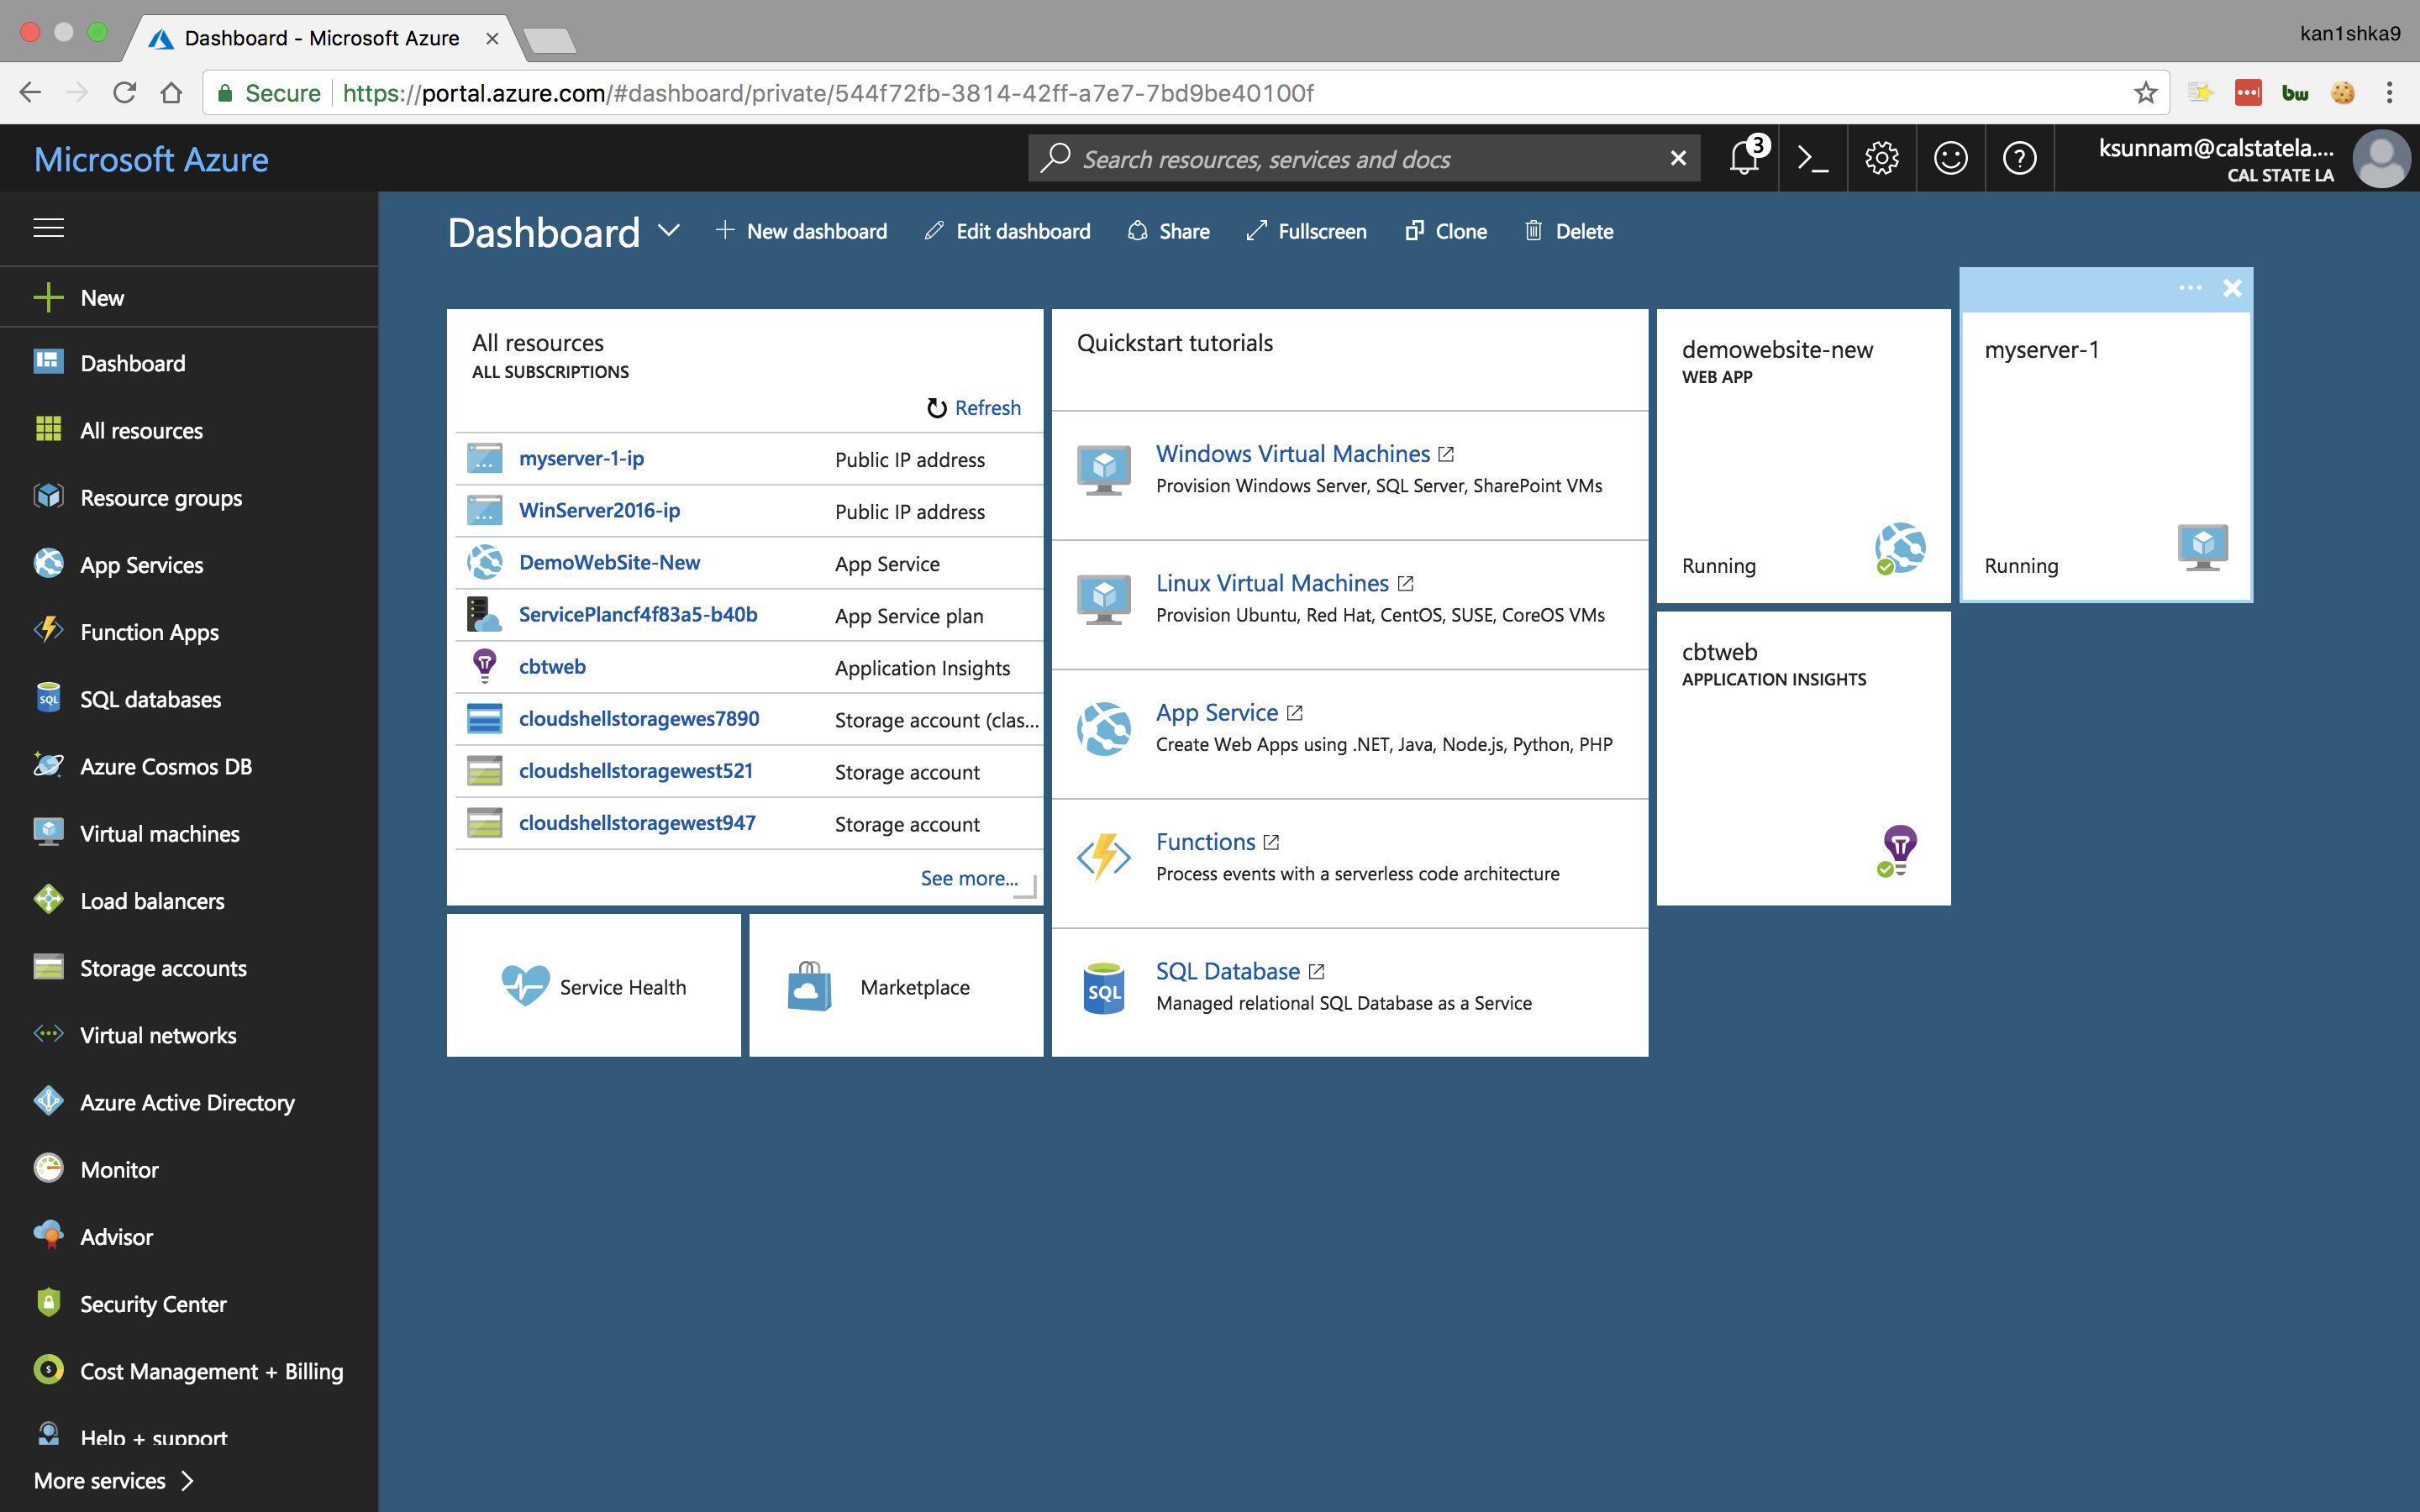 Dashboard - Microsoft Azure
kan1shka9
Secure https://portal.azure.com/#dashboard/private/544f72fb-3814-42ff-a7e7-7bd9be40100f
bw
Microsoft Azure
Search resources, services and docs
3
ksunnam@calstatela....
CAL STATE LA
New
Dashboard
All resources
Resource groups
App Services
Function Apps
SQL
SQL databases
Azure Cosmos DB
Virtual machines
Load balancers
Storage accounts
Virtual networks
Azure Active Directory
Monitor
Advisor
Security Center
Cost Management + Billing
Help + support
More services
Dashboard
New dashboard
Edit dashboard
Share
Fullscreen
Clone
Delete
All resources
ALL SUBSCRIPTIONS
Refresh
myserver-1-ip Public IP address
WinServer2016-ip Public IP address
DemoWebSite-New App Service
ServicePlancf4f83a5-b40b App Service plan
cbtweb Application Insights
cloudshellstoragewes7890 Storage account (clas...
cloudshellstoragewest521 Storage account
cloudshellstoragewest947 Storage account
See more...
Service Health
Marketplace
Quickstart tutorials
Windows Virtual Machines
Provision Windows Server, SQL Server, SharePoint VMs
Linux Virtual Machines
Provision Ubuntu, Red Hat, CentOS, SUSE, CoreOS VMs
App Service
Create Web Apps using .NET, Java, Node.js, Python, PHP
Functions
Process events with a serverless code architecture
SQL
SQL Database
Managed relational SQL Database as a Service
demowebsite-new
WEB APP
Running
myserver-1
Running
cbtweb
APPLICATION INSIGHTS